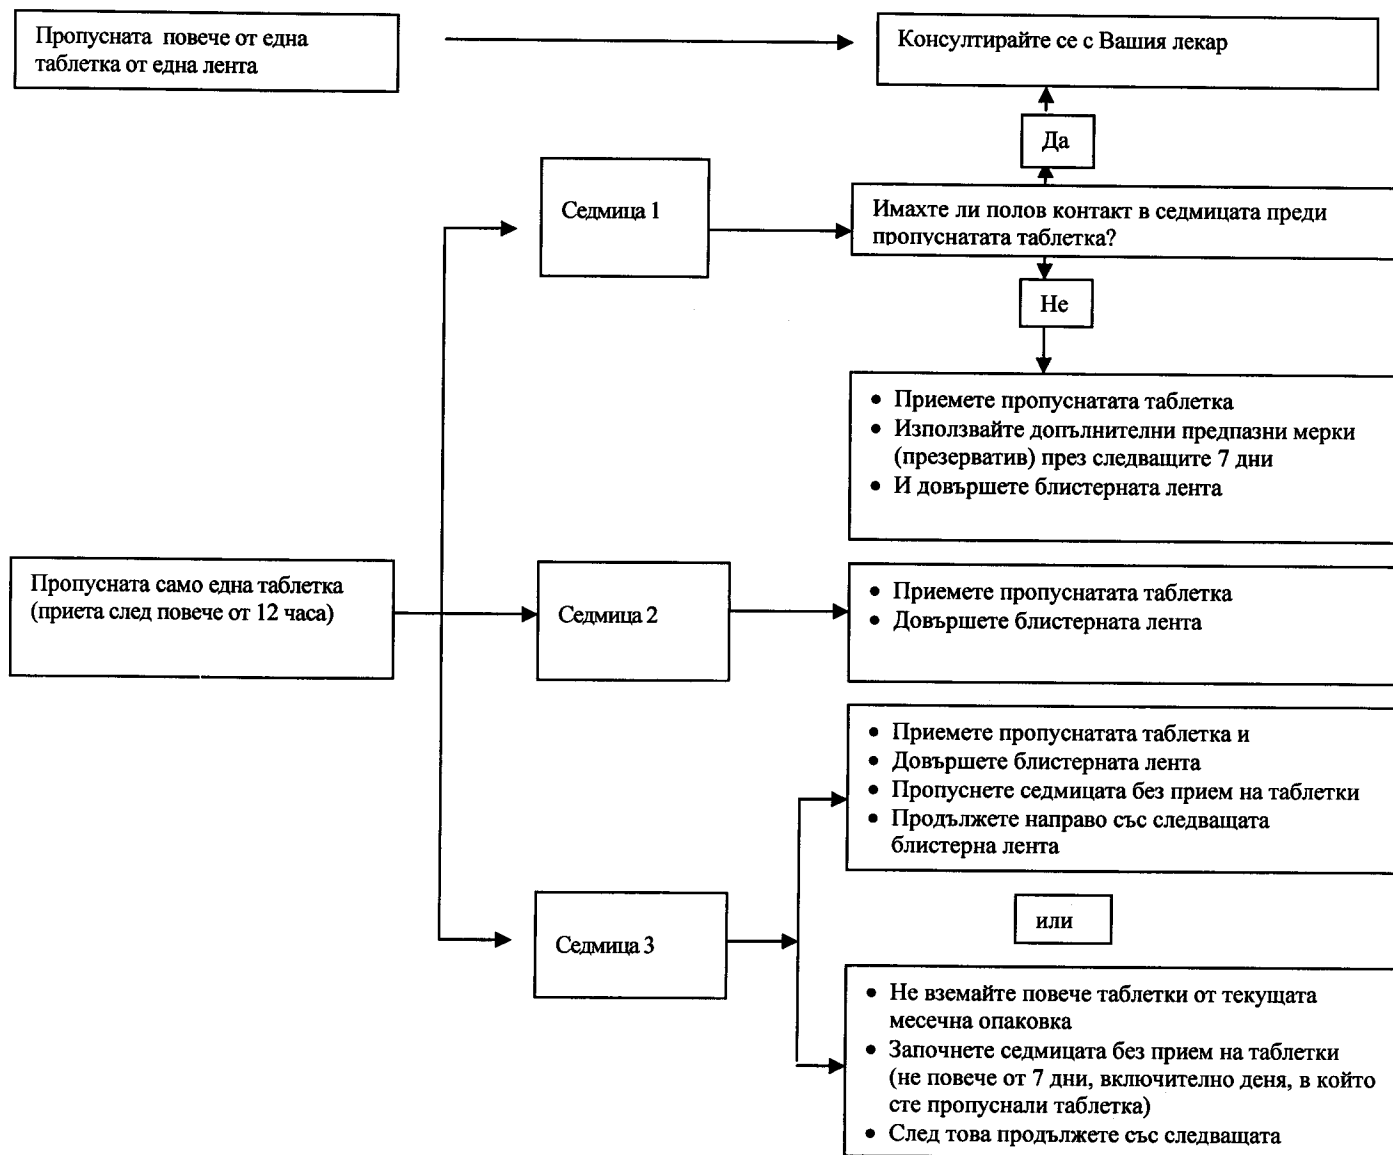 Пропусната повече от една
таблетка от една лента
Консултирайте се с Вашия лекар
Да
Седмица 1
Имахте ли полов контакт в седмицата преди
пропуснатата таблетка?
Не
• Приемете пропуснатата таблетка
• Използвайте допълнителни предпазни мерки
(презерватив) през следващите 7 дни
• И довършете блистерната лента
Пропусната само една таблетка
(приета след повече от 12 часа)
Седмица 2
• Приемете пропуснатата таблетка
• Довършете блистерната лента
• Приемете пропуснатата таблетка и
• Довършете блистерната лента
• Пропуснете седмицата без прием на таблетки
• Продължете направо със следващата
блистерна лента
или
Седмица 3
• Не вземайте повече таблетки от текущата
месечна опаковка
• Започнете седмицата без прием на таблетки
(не повече от 7 дни, включително деня, в който
сте пропуснали таблетка)
• След това продължете със следващата